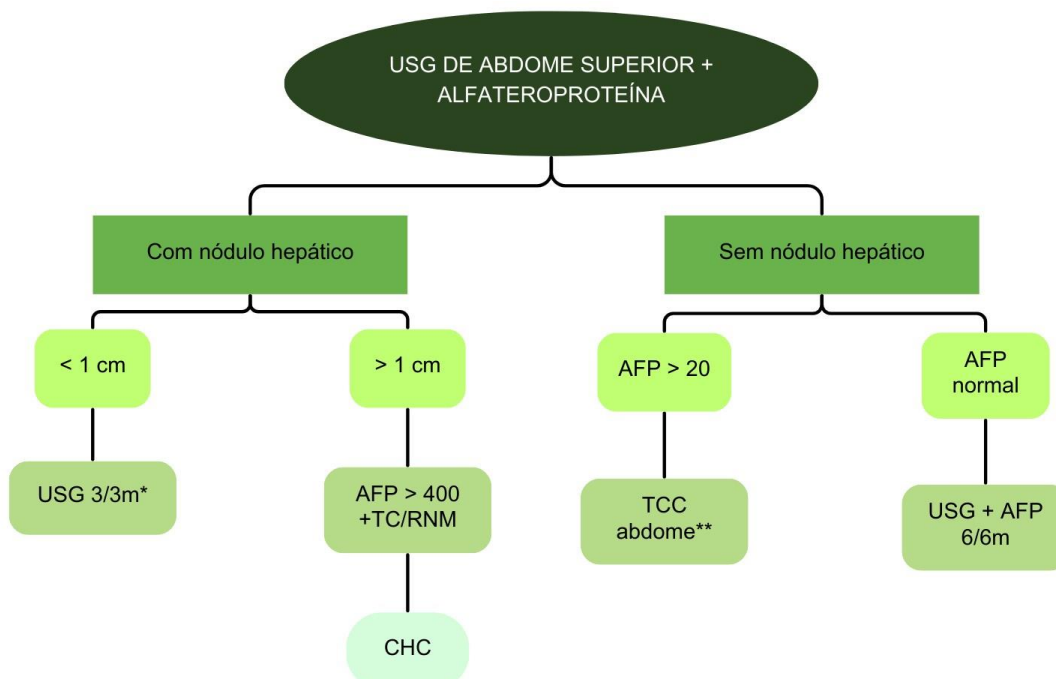 USG DE ABDOME SUPERIOR +
ALFATEROPROTEÍNA
Com nódulo hepático
Sem nódulo hepático
< 1 cm
> 1 cm
AFP > 20
AFP
normal
USG 3/3m*
AFP > 400
+TC/RNM
TCC
abdome**
USG + AFP
6/6m
CHC